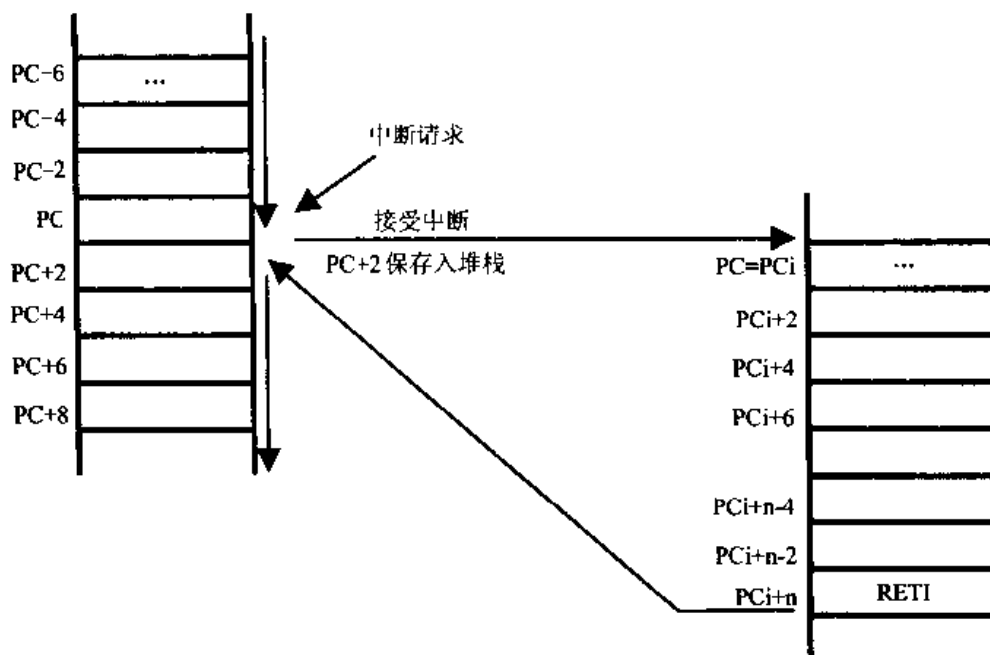 PC-6
...
PC-4
PC-2
PC
PC+2
PC+4
PC+6
PC+8
中断请求
接受中断
PC+2 保存入堆栈
PC=PCi
...
PCi+2
PCi+4
PCi+6
PCi+n-4
PCi+n-2
PCi+n
RETI